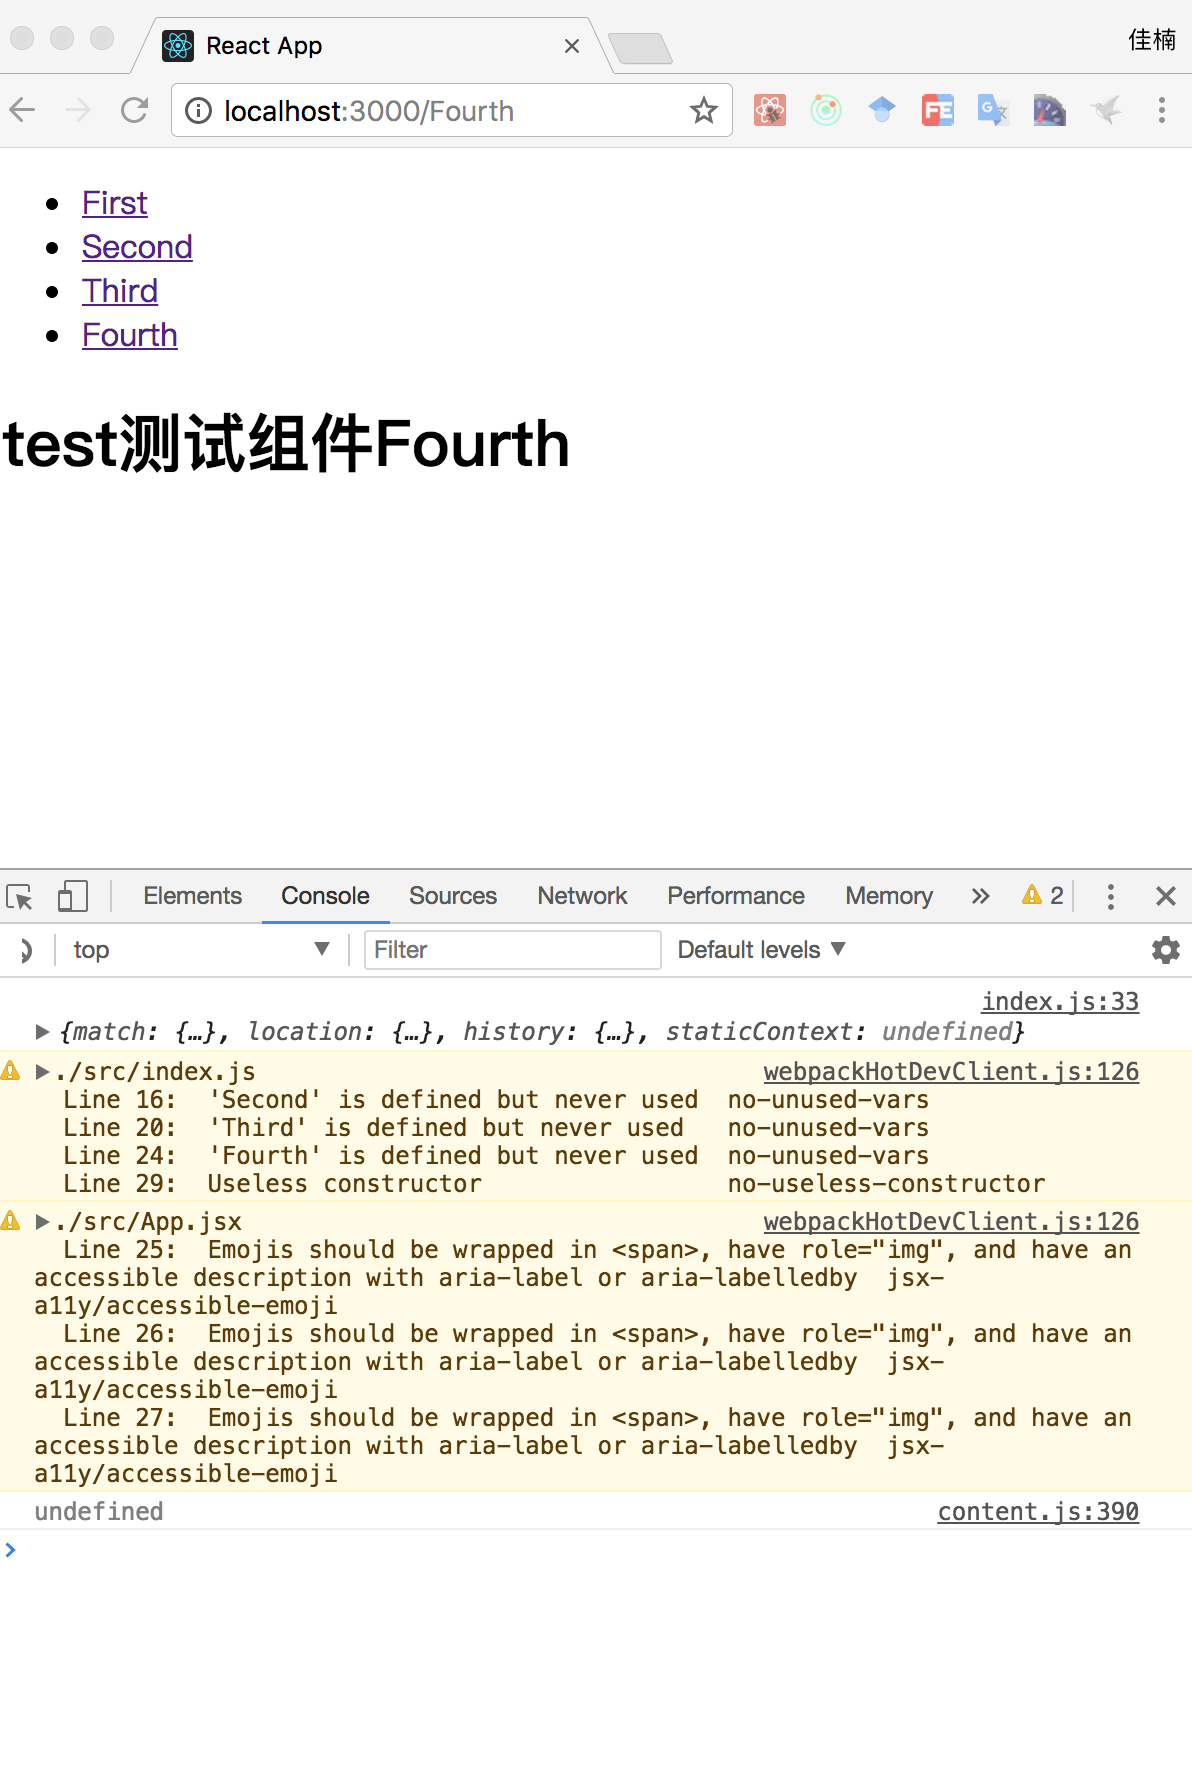 React App
佳楠
localhost:3000/Fourth
FE
First
Second
Third
Fourth
test测试组件Fourth
Elements Console Sources Network Performance Memory 2
top Filter Default levels
index.js:33
{match: {…}, location: {…}, history: {…}, staticContext: undefined}
./src/index.js webpackHotDevClient.js:126
Line 16: 'Second' is defined but never used no-unused-vars
Line 20: 'Third' is defined but never used no-unused-vars
Line 24: 'Fourth' is defined but never used no-unused-vars
Line 29: Useless constructor no-useless-constructor
./src/App.jsx webpackHotDevClient.js:126
Line 25: Emojis should be wrapped in <span>, have role="img", and have an
accessible description with aria-label or aria-labelledby jsx-
a11y/accessible-emoji
Line 26: Emojis should be wrapped in <span>, have role="img", and have an
accessible description with aria-label or aria-labelledby jsx-
a11y/accessible-emoji
Line 27: Emojis should be wrapped in <span>, have role="img", and have an
accessible description with aria-label or aria-labelledby jsx-
a11y/accessible-emoji
undefined content.js:390